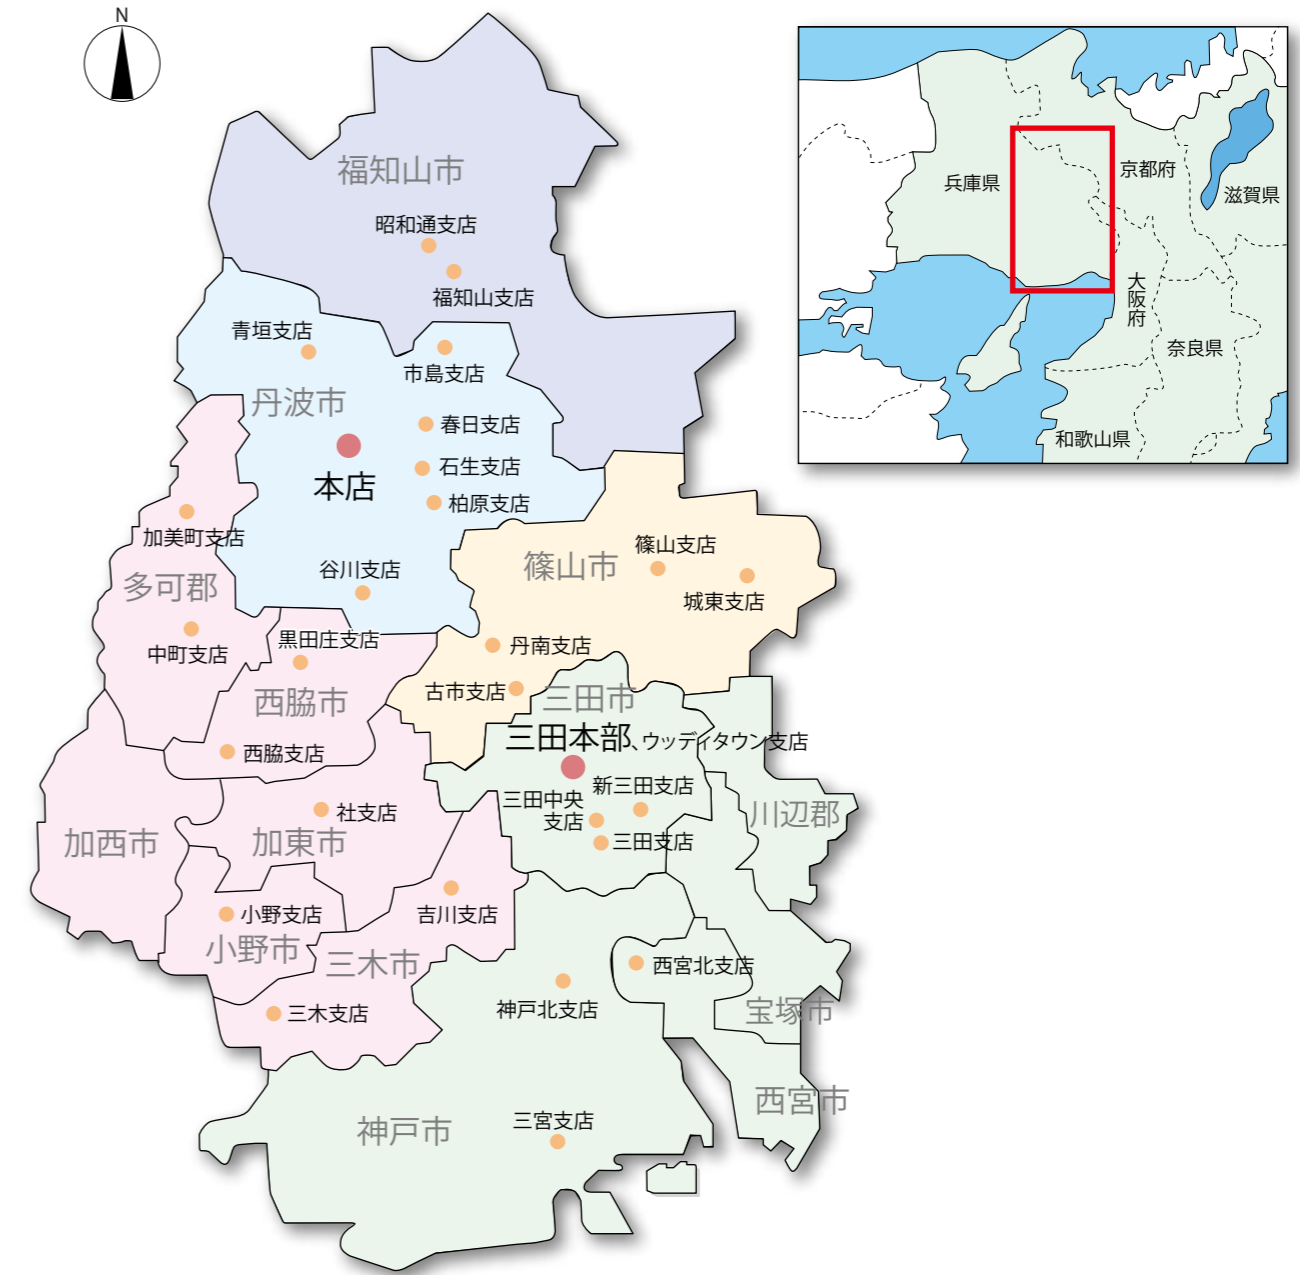 N
福知山市
昭和通支店
福知山支店
青垣支店
市島支店
丹波市
春日支店
本店
石生支店
柏原支店
加美町支店
谷川支店
多可郡
中町支店
篠山市
篠山支店
城東支店
丹南支店
古市支店
黒田庄支店
西脇市
西脇支店
三田市
三田本部、ウッディタウン支店
新三田支店
三田中央
支店
三田支店
川辺郡
加西市
社支店
加東市
小野支店
小野市
吉川支店
三木市
三木支店
神戸北支店
西宮北支店
宝塚市
西宮市
神戸市
三宮支店
兵庫県
京都府
滋賀県
大阪府
奈良県
和歌山県